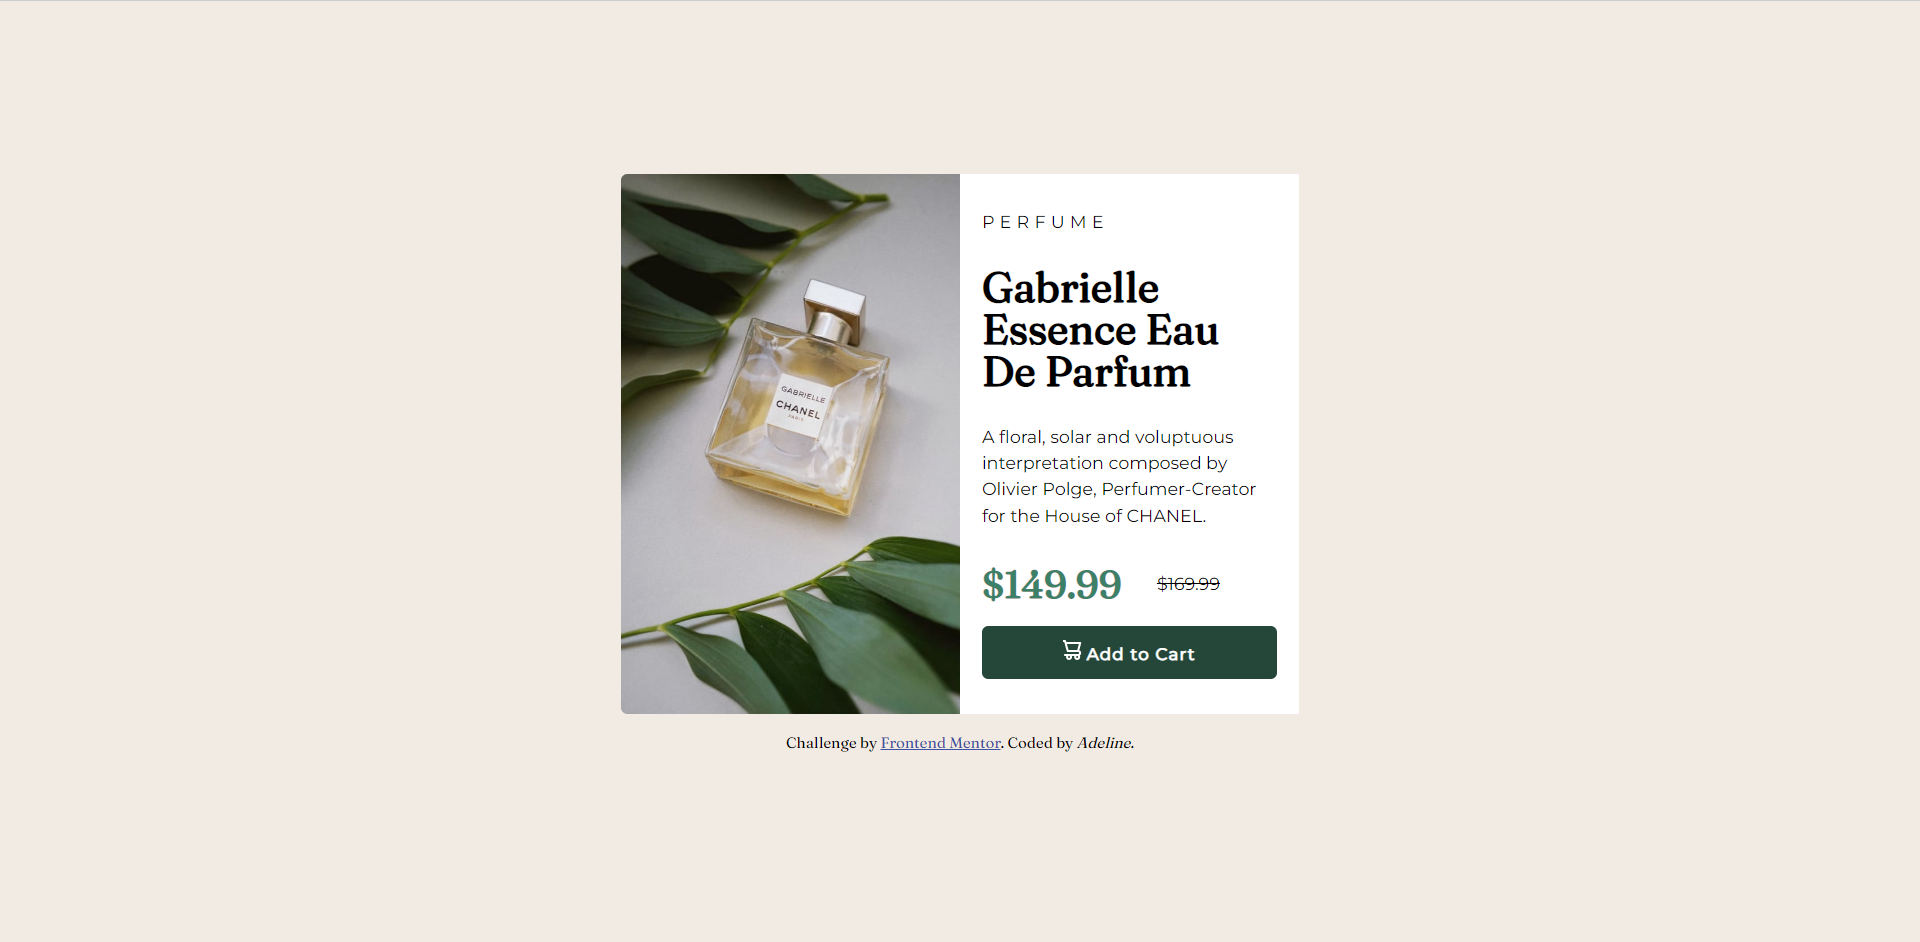 GABRIELLE
CHANEL
PARIS
PERFUME
Gabrielle
Essence Eau
De Parfum
A floral, solar and voluptuous
interpretation composed by
Olivier Polge, Perfumer-Creator
for the House of CHANEL.
$149.99 $169.99
Add to Cart
Challenge by Frontend Mentor. Coded by Adeline.